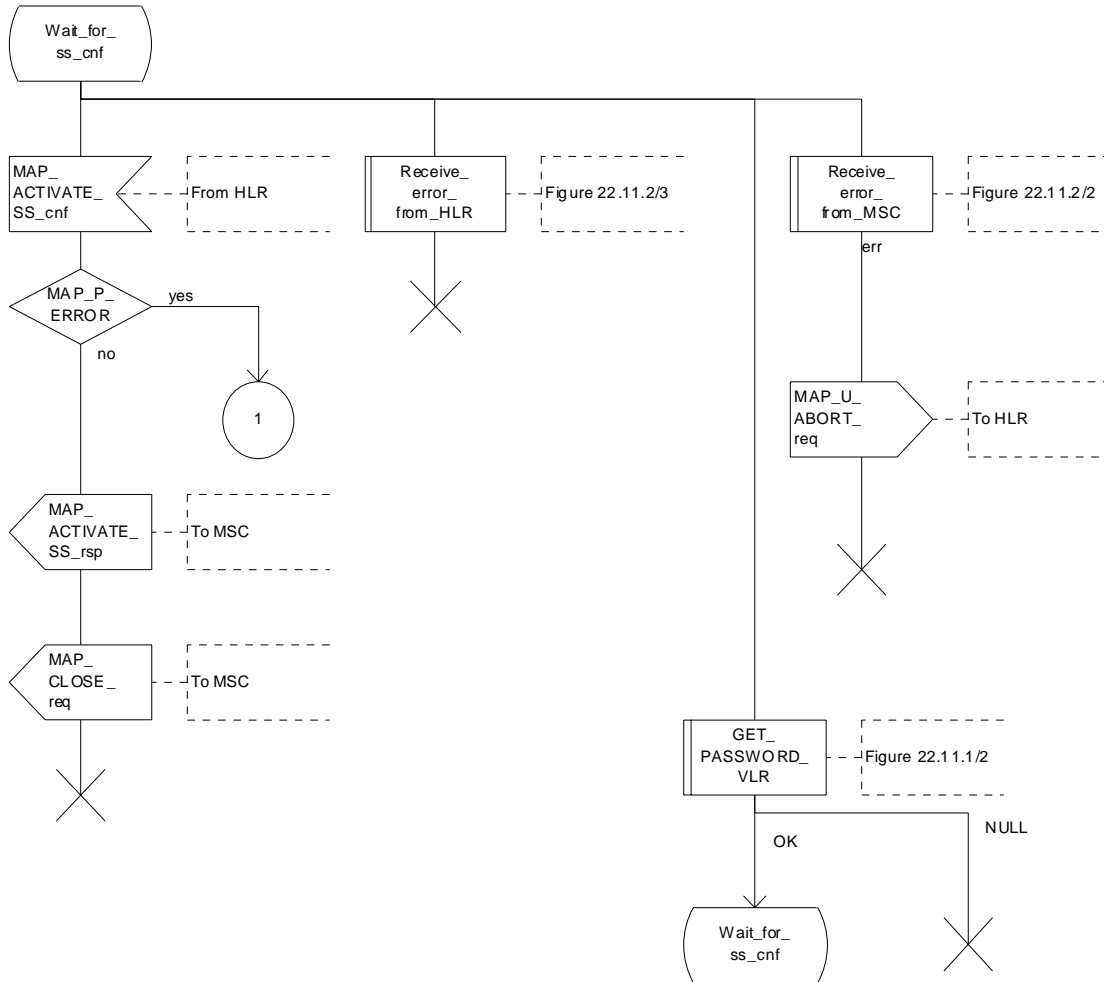 Wait_for_
ss_cnf
MAP_
ACTIVATE_
SS_cnf
From HLR
Receive_
error_
from_HLR
Figure 22.11.2/3
Receive_
error_
from_MSC
Figure 22.11.2/2
err
MAP_P_
ERROR
yes
no
1
MAP_U_
ABORT_
req
To HLR
MAP_
ACTIVATE_
SS_rsp
To MSC
MAP_
CLOSE_
req
To MSC
GET_
PASSWORD_
VLR
Figure 22.11.1/2
OK
NULL
Wait_for_
ss_cnf